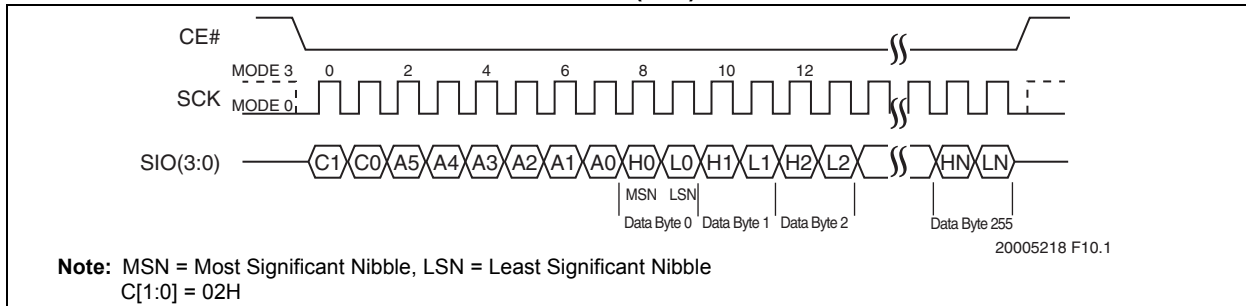 CE#
MODE 3 0 2 4 6 8 10 12
SCK MODE 0
SIO(3:0) C1 C0 A5 A4 A3 A2 A1 A0 H0 L0 H1 L1 H2 L2 HN LN
MSN LSN
Data Byte 0 Data Byte 1 Data Byte 2 Data Byte 255
20005218 F10.1
Note: MSN = Most Significant Nibble, LSN = Least Significant Nibble
C[1:0] = 02H